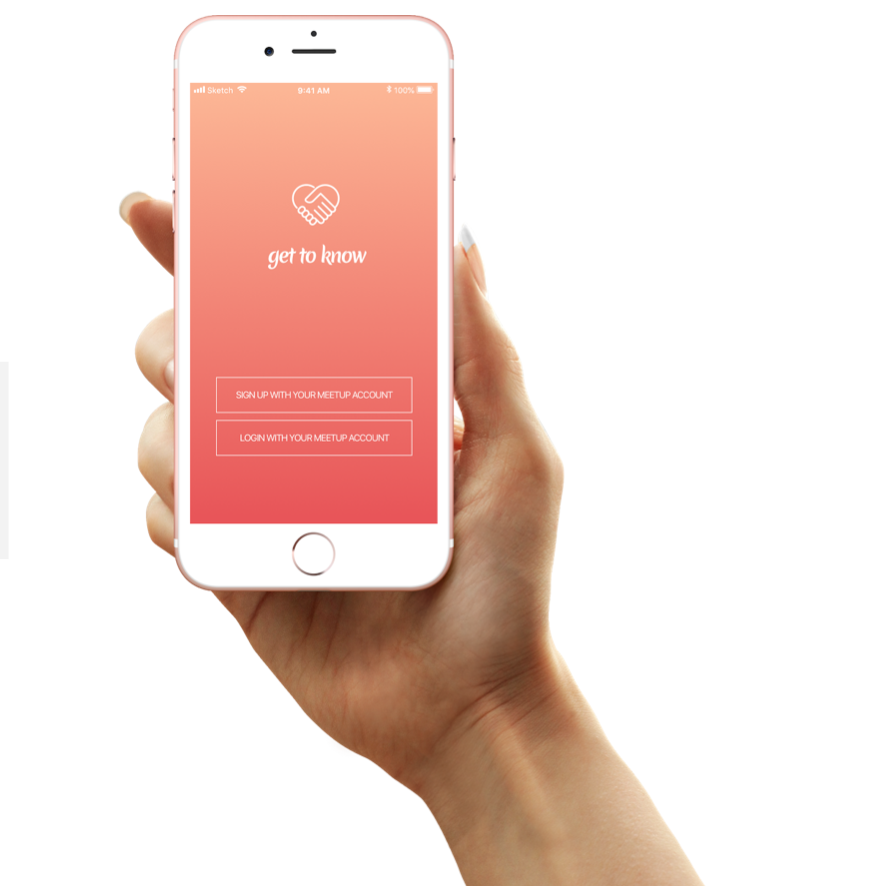 Sketch 9:41 AM 100%
get to know
SIGN UP WITH YOUR MEETUP ACCOUNT
LOGIN WITH YOUR MEETUP ACCOUNT